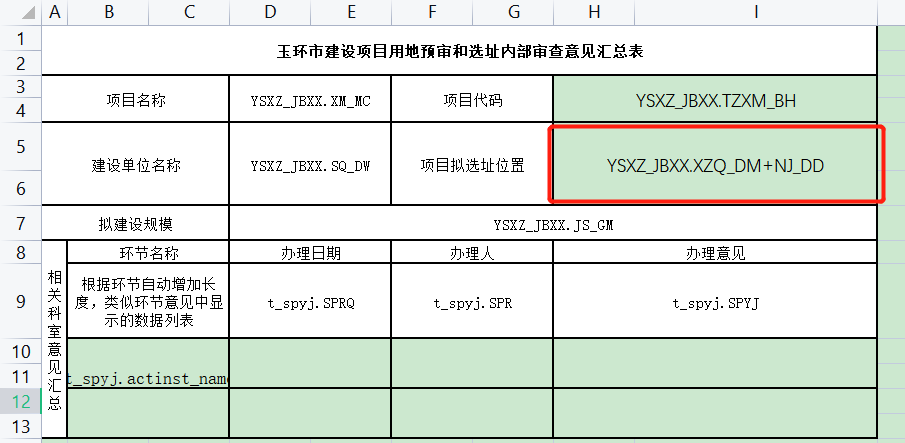 A B C D E F G H I
1
玉环市建设项目用地预审和选址内部审查意见汇总表
2
3
项目名称 YSXZ_JBXX.XM_MC 项目代码 YSXZ_JBXX.TZXM_BH
4
5
建设单位名称 YSXZ_JBXX.SQ_DW 项目拟选址位置 YSXZ_JBXX.XZQ_DM+NJ_DD
6
7 拟建设规模 YSXZ_JBXX.JS_GM
8 环节名称 办理日期 办理人 办理意见
相关科室意见汇总
9
根据环节自动增加长
度，类似环节意见中显
示的数据列表
t_spyj.SPRQ t_spyj.SPR t_spyj.SPYJ
10
11 t_spyj.actinst_name
12
13